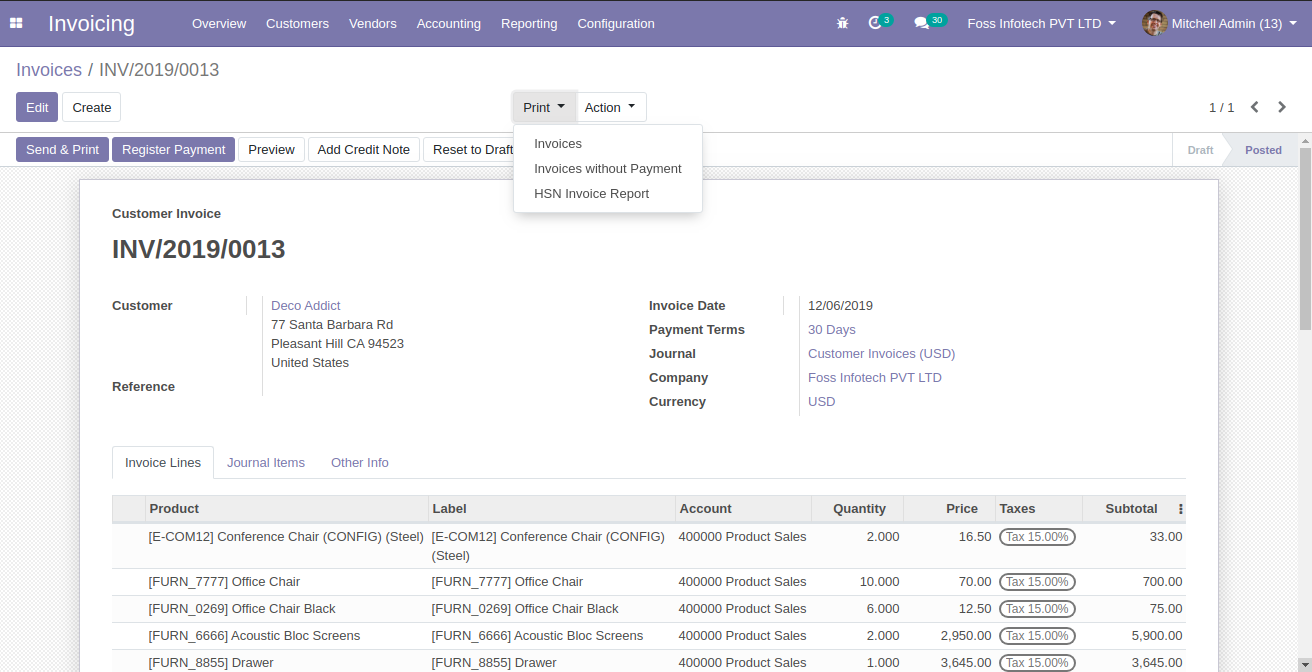 Invoicing Overview Customers Vendors Accounting Reporting Configuration 3 30 Foss Infotech PVT LTD Mitchell Admin (13)
Invoices / INV/2019/0013
Edit Create Print Action 1 / 1
Send & Print Register Payment Preview Add Credit Note Reset to Draft Draft Posted
Invoices
Invoices without Payment
HSN Invoice Report
Customer Invoice
INV/2019/0013
Customer Deco Addict
77 Santa Barbara Rd
Pleasant Hill CA 94523
United States
Reference
Invoice Date 12/06/2019
Payment Terms 30 Days
Journal Customer Invoices (USD)
Company Foss Infotech PVT LTD
Currency USD
Invoice Lines Journal Items Other Info
Product Label Account Quantity Price Taxes Subtotal
[E-COM12] Conference Chair (CONFIG) (Steel) [E-COM12] Conference Chair (CONFIG) 400000 Product Sales 2.000 16.50 Tax 15.00% 33.00
(Steel)
[FURN_7777] Office Chair [FURN_7777] Office Chair 400000 Product Sales 10.000 70.00 Tax 15.00% 700.00
[FURN_0269] Office Chair Black [FURN_0269] Office Chair Black 400000 Product Sales 6.000 12.50 Tax 15.00% 75.00
[FURN_6666] Acoustic Bloc Screens [FURN_6666] Acoustic Bloc Screens 400000 Product Sales 2.000 2,950.00 Tax 15.00% 5,900.00
[FURN_8855] Drawer [FURN_8855] Drawer 400000 Product Sales 1.000 3,645.00 Tax 15.00% 3,645.00